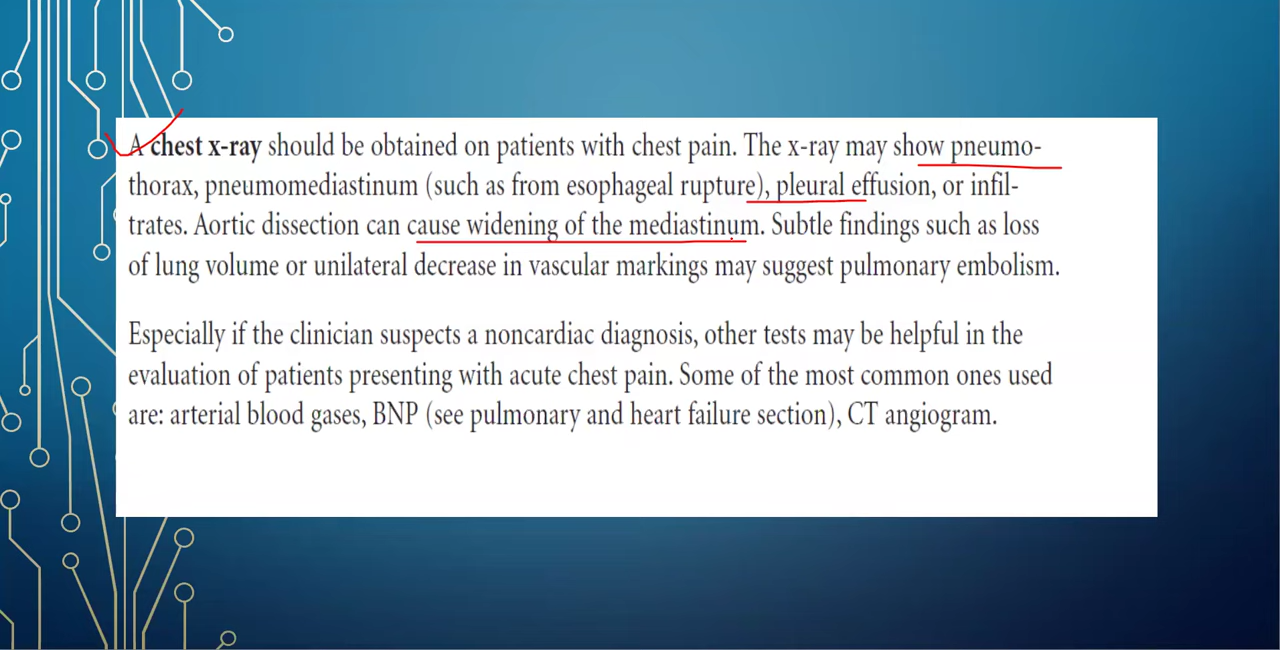 A chest x-ray should be obtained on patients with chest pain. The x-ray may show pneumo-
thorax, pneumomediastinum (such as from esophageal rupture), pleural effusion, or infil-
trates. Aortic dissection can cause widening of the mediastinum. Subtle findings such as loss
of lung volume or unilateral decrease in vascular markings may suggest pulmonary embolism.
Especially if the clinician suspects a noncardiac diagnosis, other tests may be helpful in the
evaluation of patients presenting with acute chest pain. Some of the most common ones used
are: arterial blood gases, BNP (see pulmonary and heart failure section), CT angiogram.